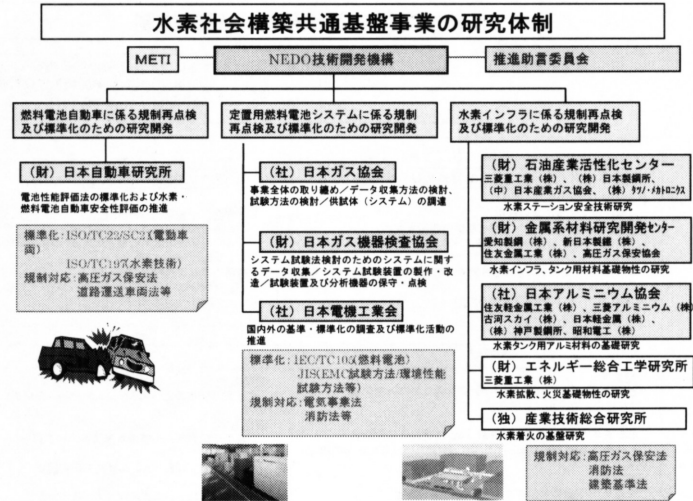 水素社会構築共通基盤事業の研究体制
METI
NEDO技術開発機構
推進助言委員会
燃料電池自動車に係る規制再点検
及び標準化のための研究開発
(財)日本自動車研究所
電池性能評価法の標準化および水素・
燃料電池自動車安全性評価の推進
標準化:ISO/TC22/SC21(電動車
両)
ISO/TC197(水素技術)
規制対応:高圧ガス保安法
道路運送車両法等
定置用燃料電池システムに係る規制
再点検及び標準化のための研究開発
(社)日本ガス協会
事業全体の取り纏め/データ収集方法の検討、
試験方法の検討/供試体(システム)の調達
(財)日本ガス機器検査協会
システム試験法検討のためのシステムに関す
るデータ収集/システム試験装置の製作・改
造/試験装置及び分析機器の保守・点検
(社)日本電機工業会
国内外の基準・標準化の調査及び標準化活動の
推進
標準化:IEC/TC105(燃料電池)
JIS(EMC試験方法/環境性能
試験方法等)
規制対応:電気事業法
消防法等
水素インフラに係る規制再点検
及び標準化のための研究開発
(財)石油産業活性化センター
三菱重工業(株)、(株)日本製鋼所、
(中)日本産業ガス協会、(株)タツノ・メカトロニクス
水素ステーション安全技術研究
(財)金属系材料研究開発センター
愛知製鋼(株)、新日本製鐵(株)、
住友金属工業(株)、高圧ガス保安協会
水素インフラ、タンク用材料基礎物性の研究
(社)日本アルミニウム協会
住友軽金属工業(株)、三菱アルミニウム(株)
古河スカイ(株)、日本軽金属(株)、
(株)神戸製鋼所、昭和電工(株)
水素タンク用アルミ材料の基礎研究
(財)エネルギー総合工学研究所
三菱重工業(株)
水素拡散、火災基礎物性の研究
(独)産業技術総合研究所
水素着火の基盤研究
規制対応:高圧ガス保安法
消防法
建築基準法